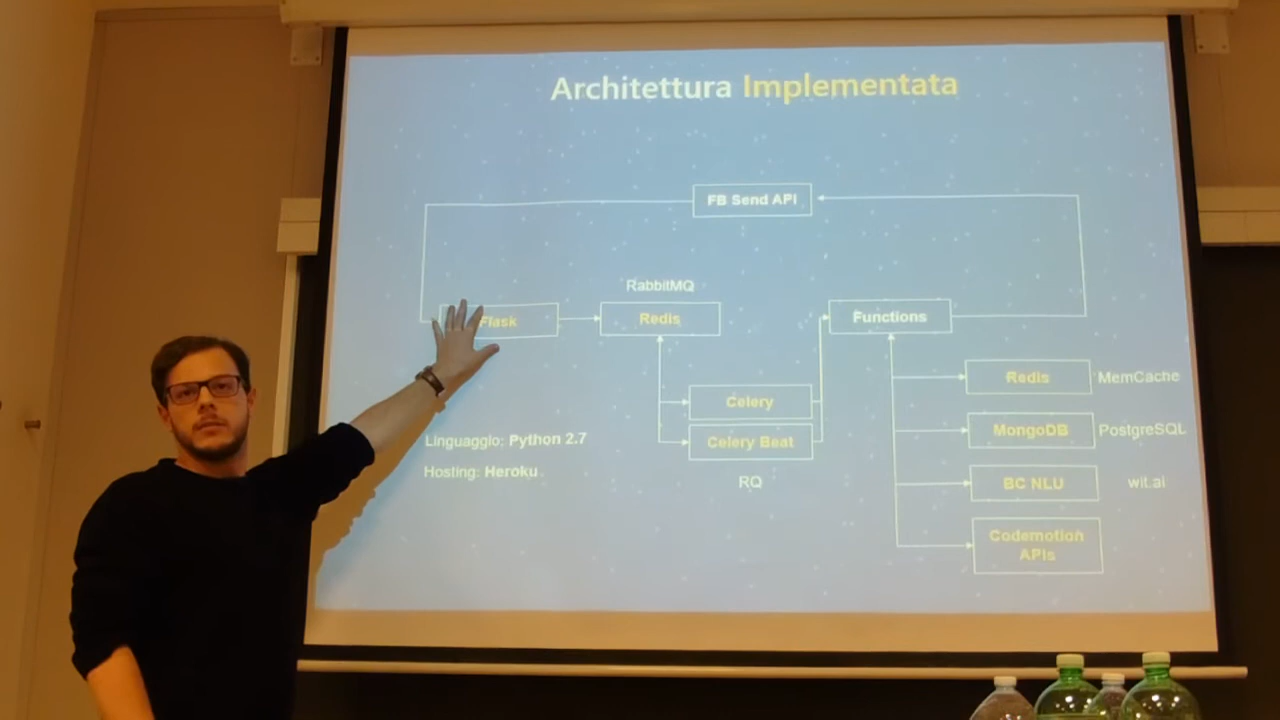 Architettura Implementata
FB Send API
RabbitMQ
Flask
Redis
Functions
Celery
Celery Beat
RQ
Linguaggio: Python 2.7
Hosting: Heroku
Redis
MemCache
MongoDB
PostgreSQL
BC NLU
wit.ai
Codemotion
APIs